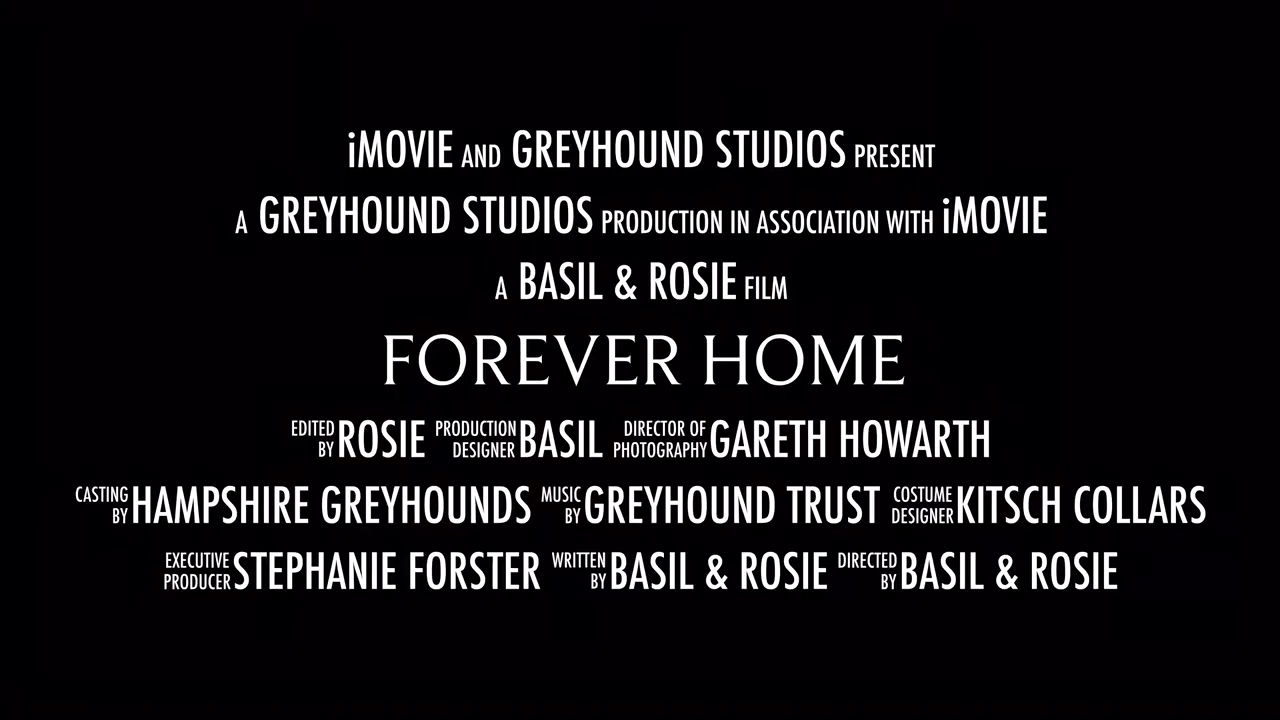 iMOVIE AND GREYHOUND STUDIOS PRESENT
A GREYHOUND STUDIOS PRODUCTION IN ASSOCIATION WITH iMOVIE
A BASIL & ROSIE FILM
FOREVER HOME
EDITED BY ROSIE PRODUCTION DESIGNER BASIL DIRECTOR OF PHOTOGRAPHY GARETH HOWARTH
CASTING BY HAMPSHIRE GREYHOUNDS MUSIC BY GREYHOUND TRUST COSTUME DESIGNER KITSCH COLLARS
EXECUTIVE PRODUCER STEPHANIE FORSTER WRITTEN BY BASIL & ROSIE DIRECTED BY BASIL & ROSIE